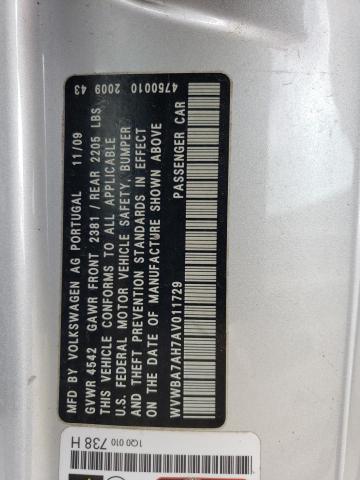 4750010 2009 43
MFD BY VOLKSWAGEN AG PORTUGAL 11/09
GVWR 4542 GAWR FRONT 2381 / REAR 2205 LBS
THIS VEHICLE CONFORMS TO ALL APPLICABLE
U.S. FEDERAL MOTOR VEHICLE SAFETY, BUMPER
AND THEFT PREVENTION STANDARDS IN EFFECT
ON THE DATE OF MANUFACTURE SHOWN ABOVE
WVWBA7AH7AV011729 PASSENGER CAR
1Q0 010 738 H